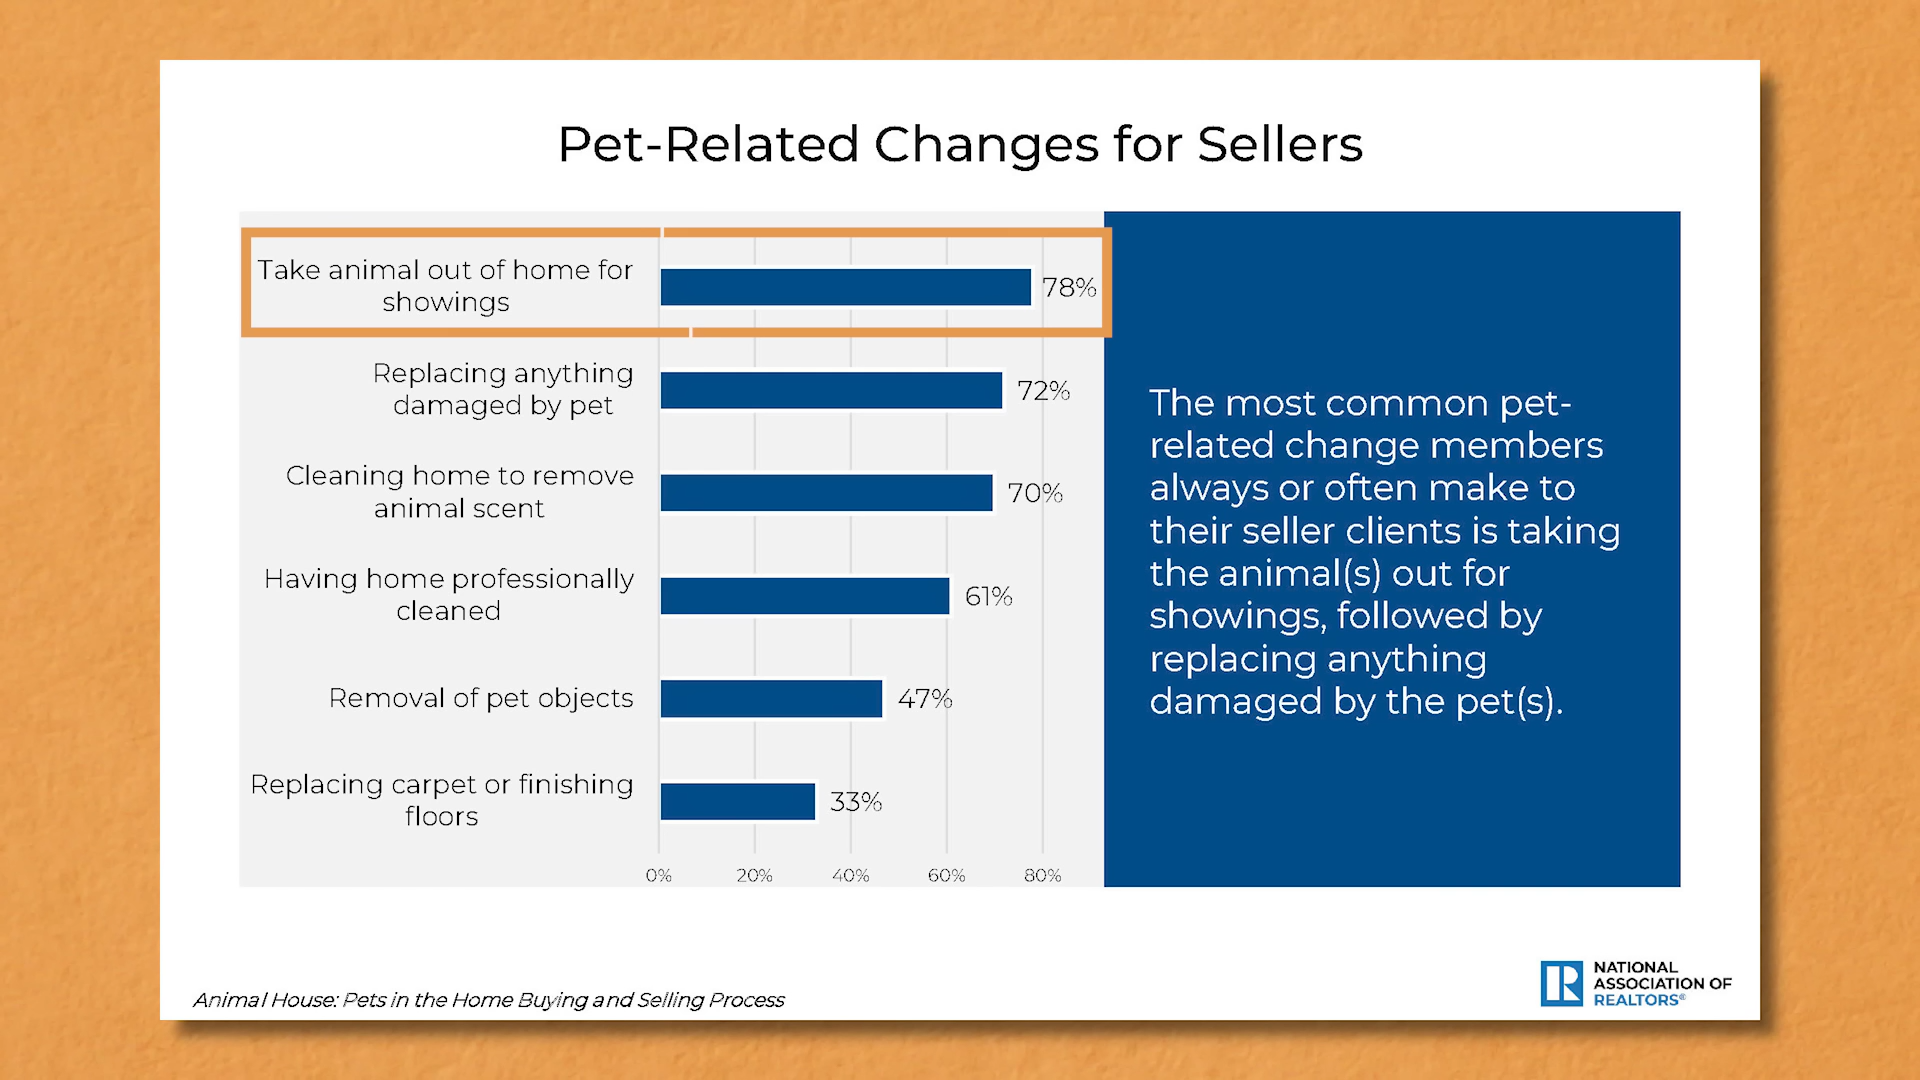 Pet-Related Changes for Sellers
Take animal out of home for
showings
78%
Replacing anything
damaged by pet
72%
Cleaning home to remove
animal scent
70%
Having home professionally
cleaned
61%
Removal of pet objects
47%
Replacing carpet or finishing
floors
33%
0% 20% 40% 60% 80%
The most common pet-
related change members
always or often make to
their seller clients is taking
the animal(s) out for
showings, followed by
replacing anything
damaged by the pet(s).
Animal House: Pets in the Home Buying and Selling Process
NATIONAL
ASSOCIATION OF
REALTORS®